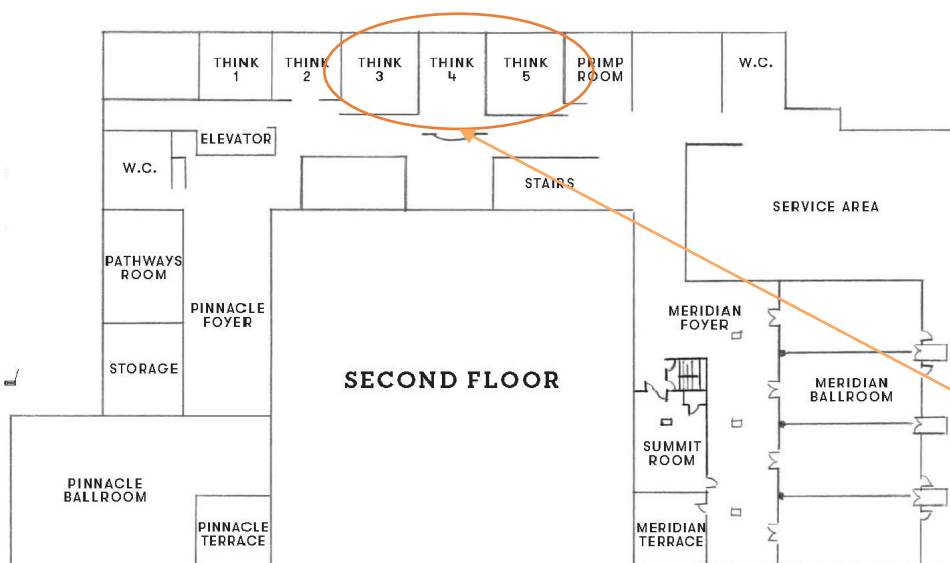 THINK
1
THINK
2
THINK
3
THINK
4
THINK
5
PRIMP
ROOM
W.C.
ELEVATOR
W.C.
STAIRS
SERVICE AREA
PATHWAYS
ROOM
PINNACLE
FOYER
MERIDIAN
FOYER
STORAGE
SECOND FLOOR
MERIDIAN
BALLROOM
SUMMIT
ROOM
PINNACLE
BALLROOM
PINNACLE
TERRACE
MERIDIAN
TERRACE